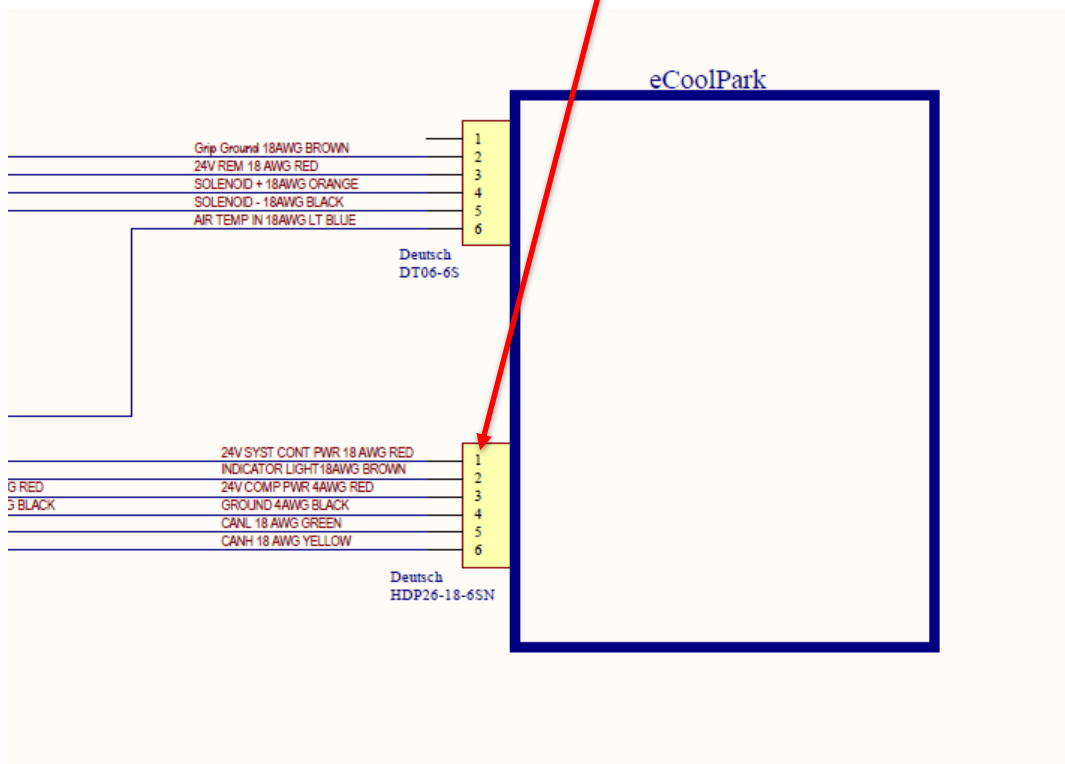 eCoolPark
1
Grip Ground 18AWG BROWN
2
24V REM 18 AWG RED
3
SOLENOID + 18AWG ORANGE
4
SOLENOID - 18AWG BLACK
5
AIR TEMP IN 18AWG LT BLUE
6
Deutsch
DT06-6S
24V SYST CONT PWR 18 AWG RED
1
INDICATOR LIGHT18AWG BROWN
2
G RED
24V COMP PWR 4AWG RED
3
G BLACK
GROUND 4AWG BLACK
4
CANL 18 AWG GREEN
5
CANH 18 AWG YELLOW
6
Deutsch
HDP26-18-6SN